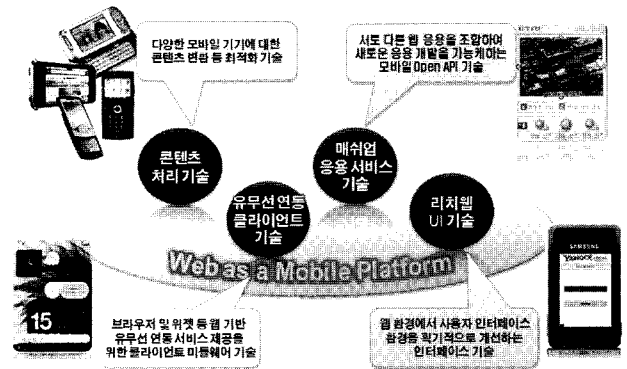 다양한 모바일 기기에 대한
콘텐츠 변환 등 최적화 기술
서로 다른 웹 응용을 조합하여
새로운 응용 개발을 가능케하는
모바일 Open API 기술
콘텐츠
처리 기술
매쉬업
응용 서비스
기술
유무선 연동
클라이언트
기술
리치웹
UI 기술
Web as a Mobile Platform
SAMSUNG
YAHOO!
15
브라우저 및 위젯 등 웹 기반
유무선 연동 서비스 제공을
위한 클라이언트 미들웨어 기술
웹 환경에서 사용자 인터페이스
환경을 획기적으로 개선하는
인터페이스 기술